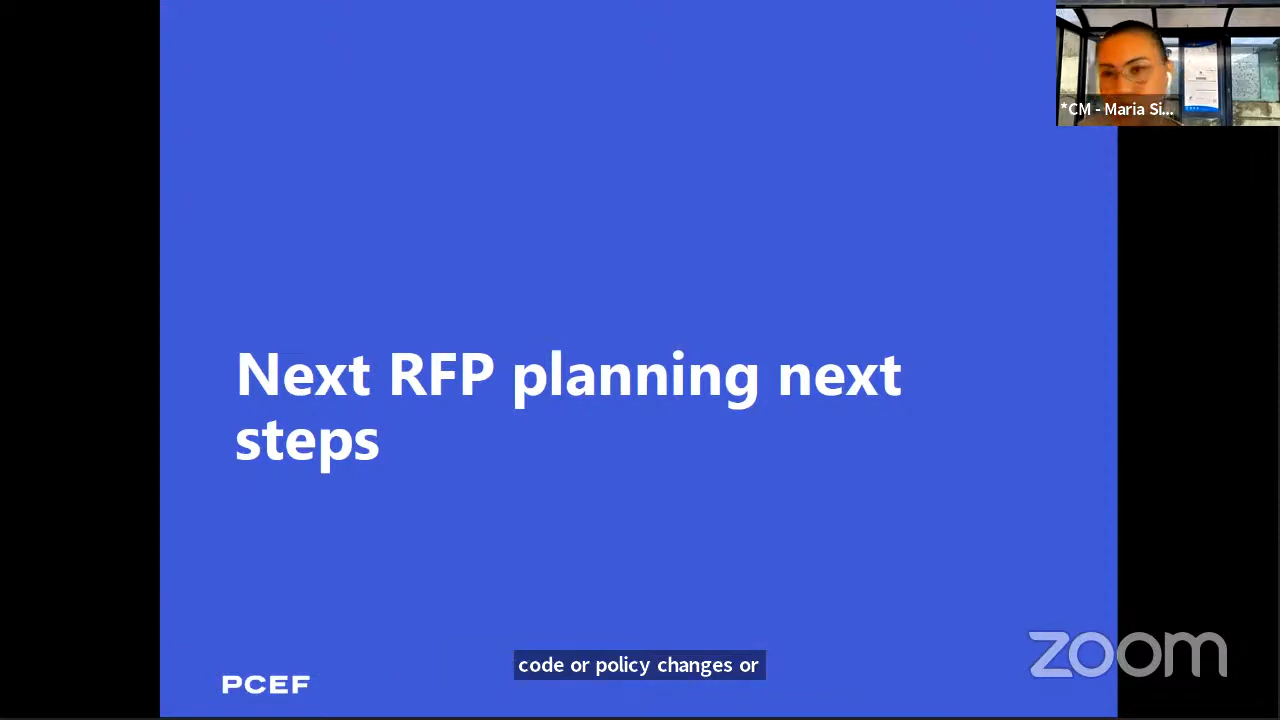 *CM - Maria Si...
Next RFP planning next
steps
code or policy changes or
PCEF
zoom